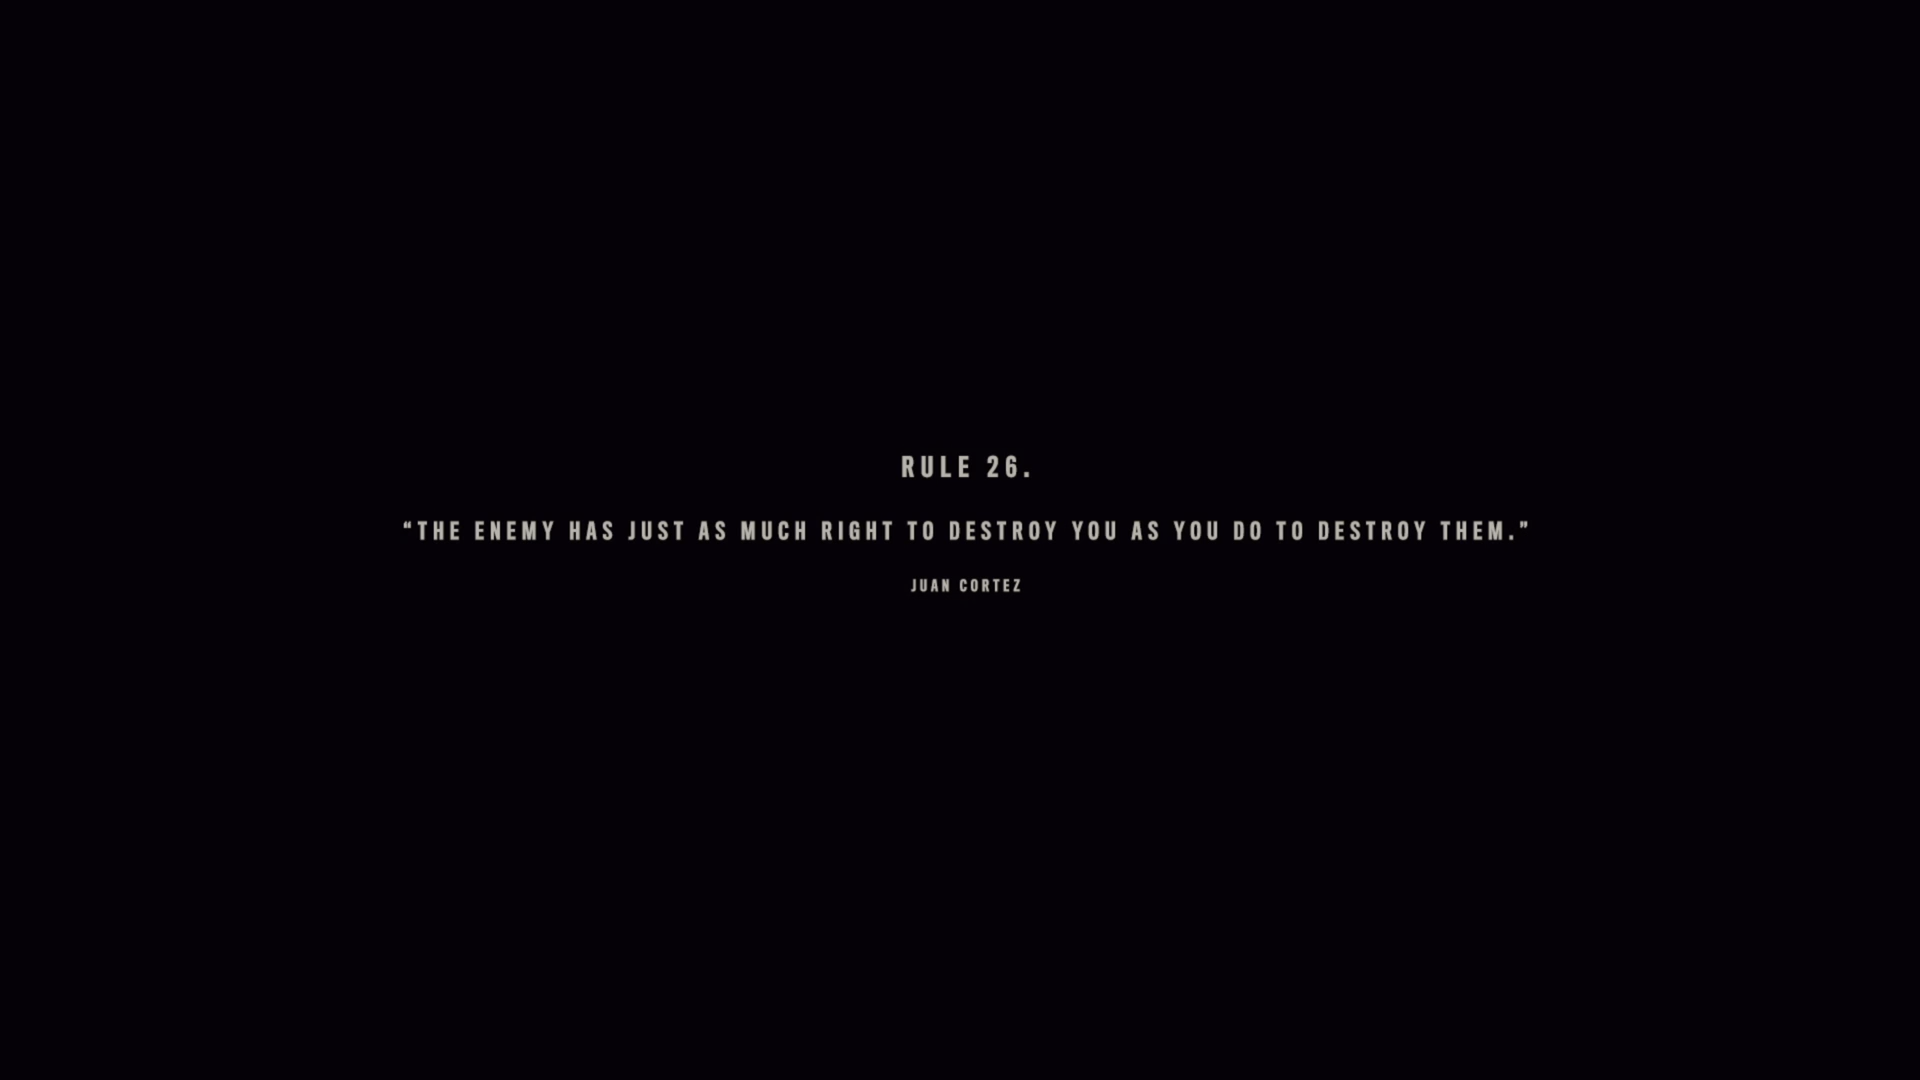 RULE 26.
“THE ENEMY HAS JUST AS MUCH RIGHT TO DESTROY YOU AS YOU DO TO DESTROY THEM.”
JUAN CORTEZ